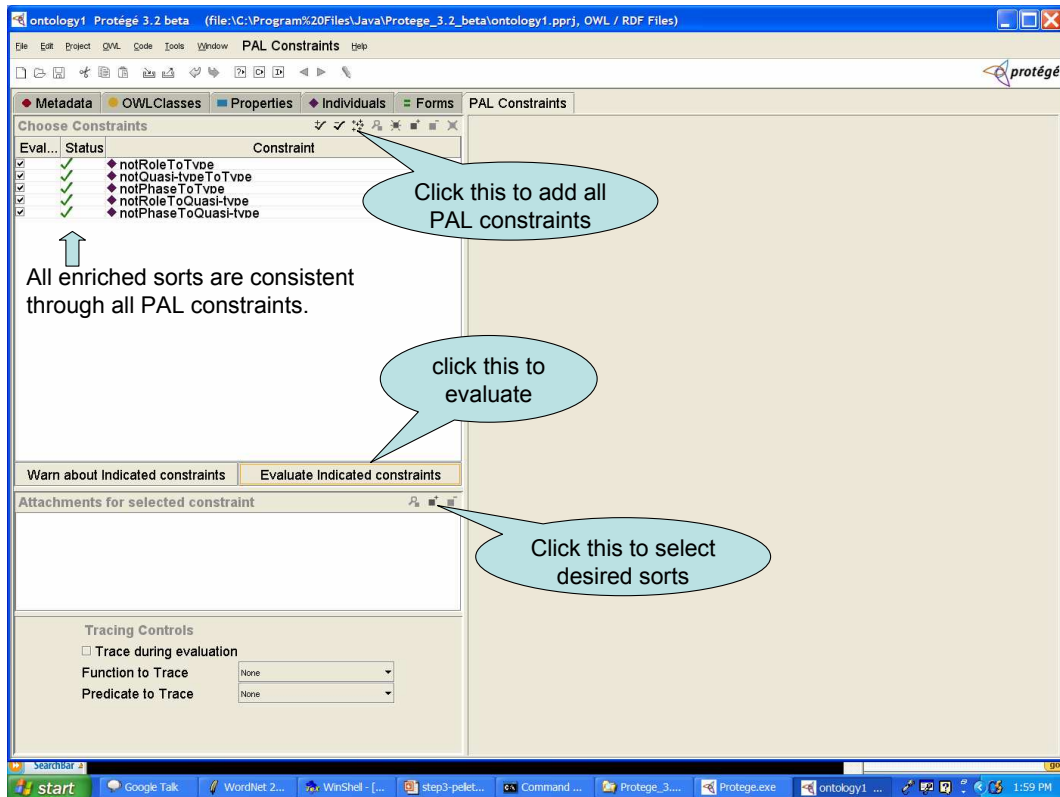 ontology1 Protégé 3.2 beta (file:\C:\Program%20Files\Java\Protege_3.2_beta\ontology1.pprj, OWL / RDF Files)
File Edit Project OWL Code Tools Window PAL Constraints Help
protégé
Metadata OWLClasses Properties Individuals Forms PAL Constraints
Choose Constraints
Eval... Status Constraint
notRoleToType
notQuasi-typeToType
notPhaseToType
notRoleToQuasi-type
notPhaseToQuasi-type
Click this to add all
PAL constraints
All enriched sorts are consistent
through all PAL constraints.
click this to
evaluate
Warn about Indicated constraints Evaluate Indicated constraints
Attachments for selected constraint
Click this to select
desired sorts
Tracing Controls
Trace during evaluation
Function to Trace None
Predicate to Trace None
SearchBar go
start Google Talk WordNet 2... WinShell - [... step3-pelet... Command ... Protege_3.... Protege.exe ontology1 ... 1:59 PM